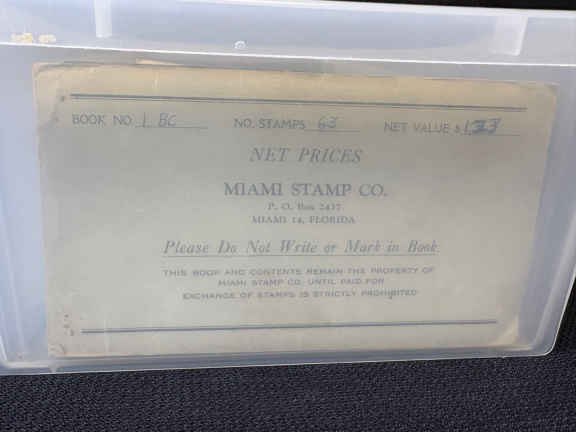 BOOK NO. 1 BC NO. STAMPS 63 NET VALUE $
NET PRICES
MIAMI STAMP CO.
P. O. Box 2437
MIAMI 14, FLORIDA
Please Do Not Write or Mark in Book.
THIS BOOK AND CONTENTS REMAIN THE PROPERTY OF
MIAMI STAMP CO. UNTIL PAID FOR
EXCHANGE OF STAMPS IS STRICTLY PROHIBITED